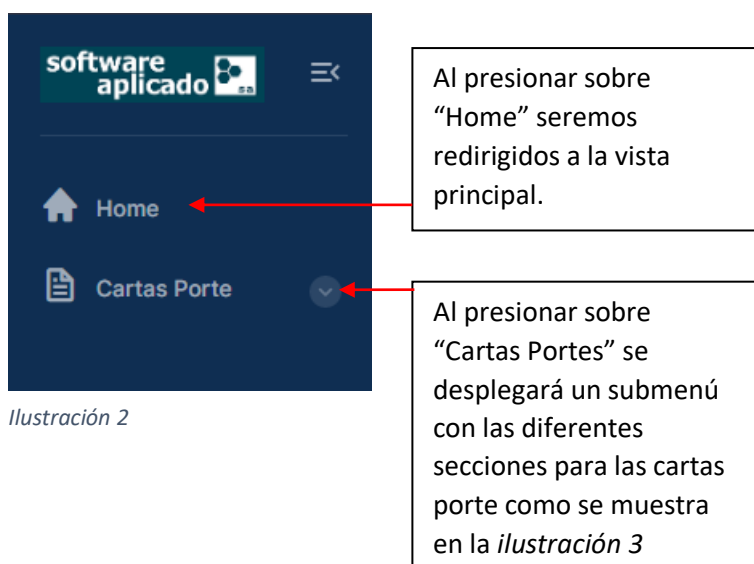 software
aplicado
sa
Home
Cartas Porte
Ilustración 2
Al presionar sobre
“Home” seremos
redirigidos a la vista
principal.
Al presionar sobre
“Cartas Portes” se
desplegará un submenú
con las diferentes
secciones para las cartas
porte como se muestra
en la ilustración 3